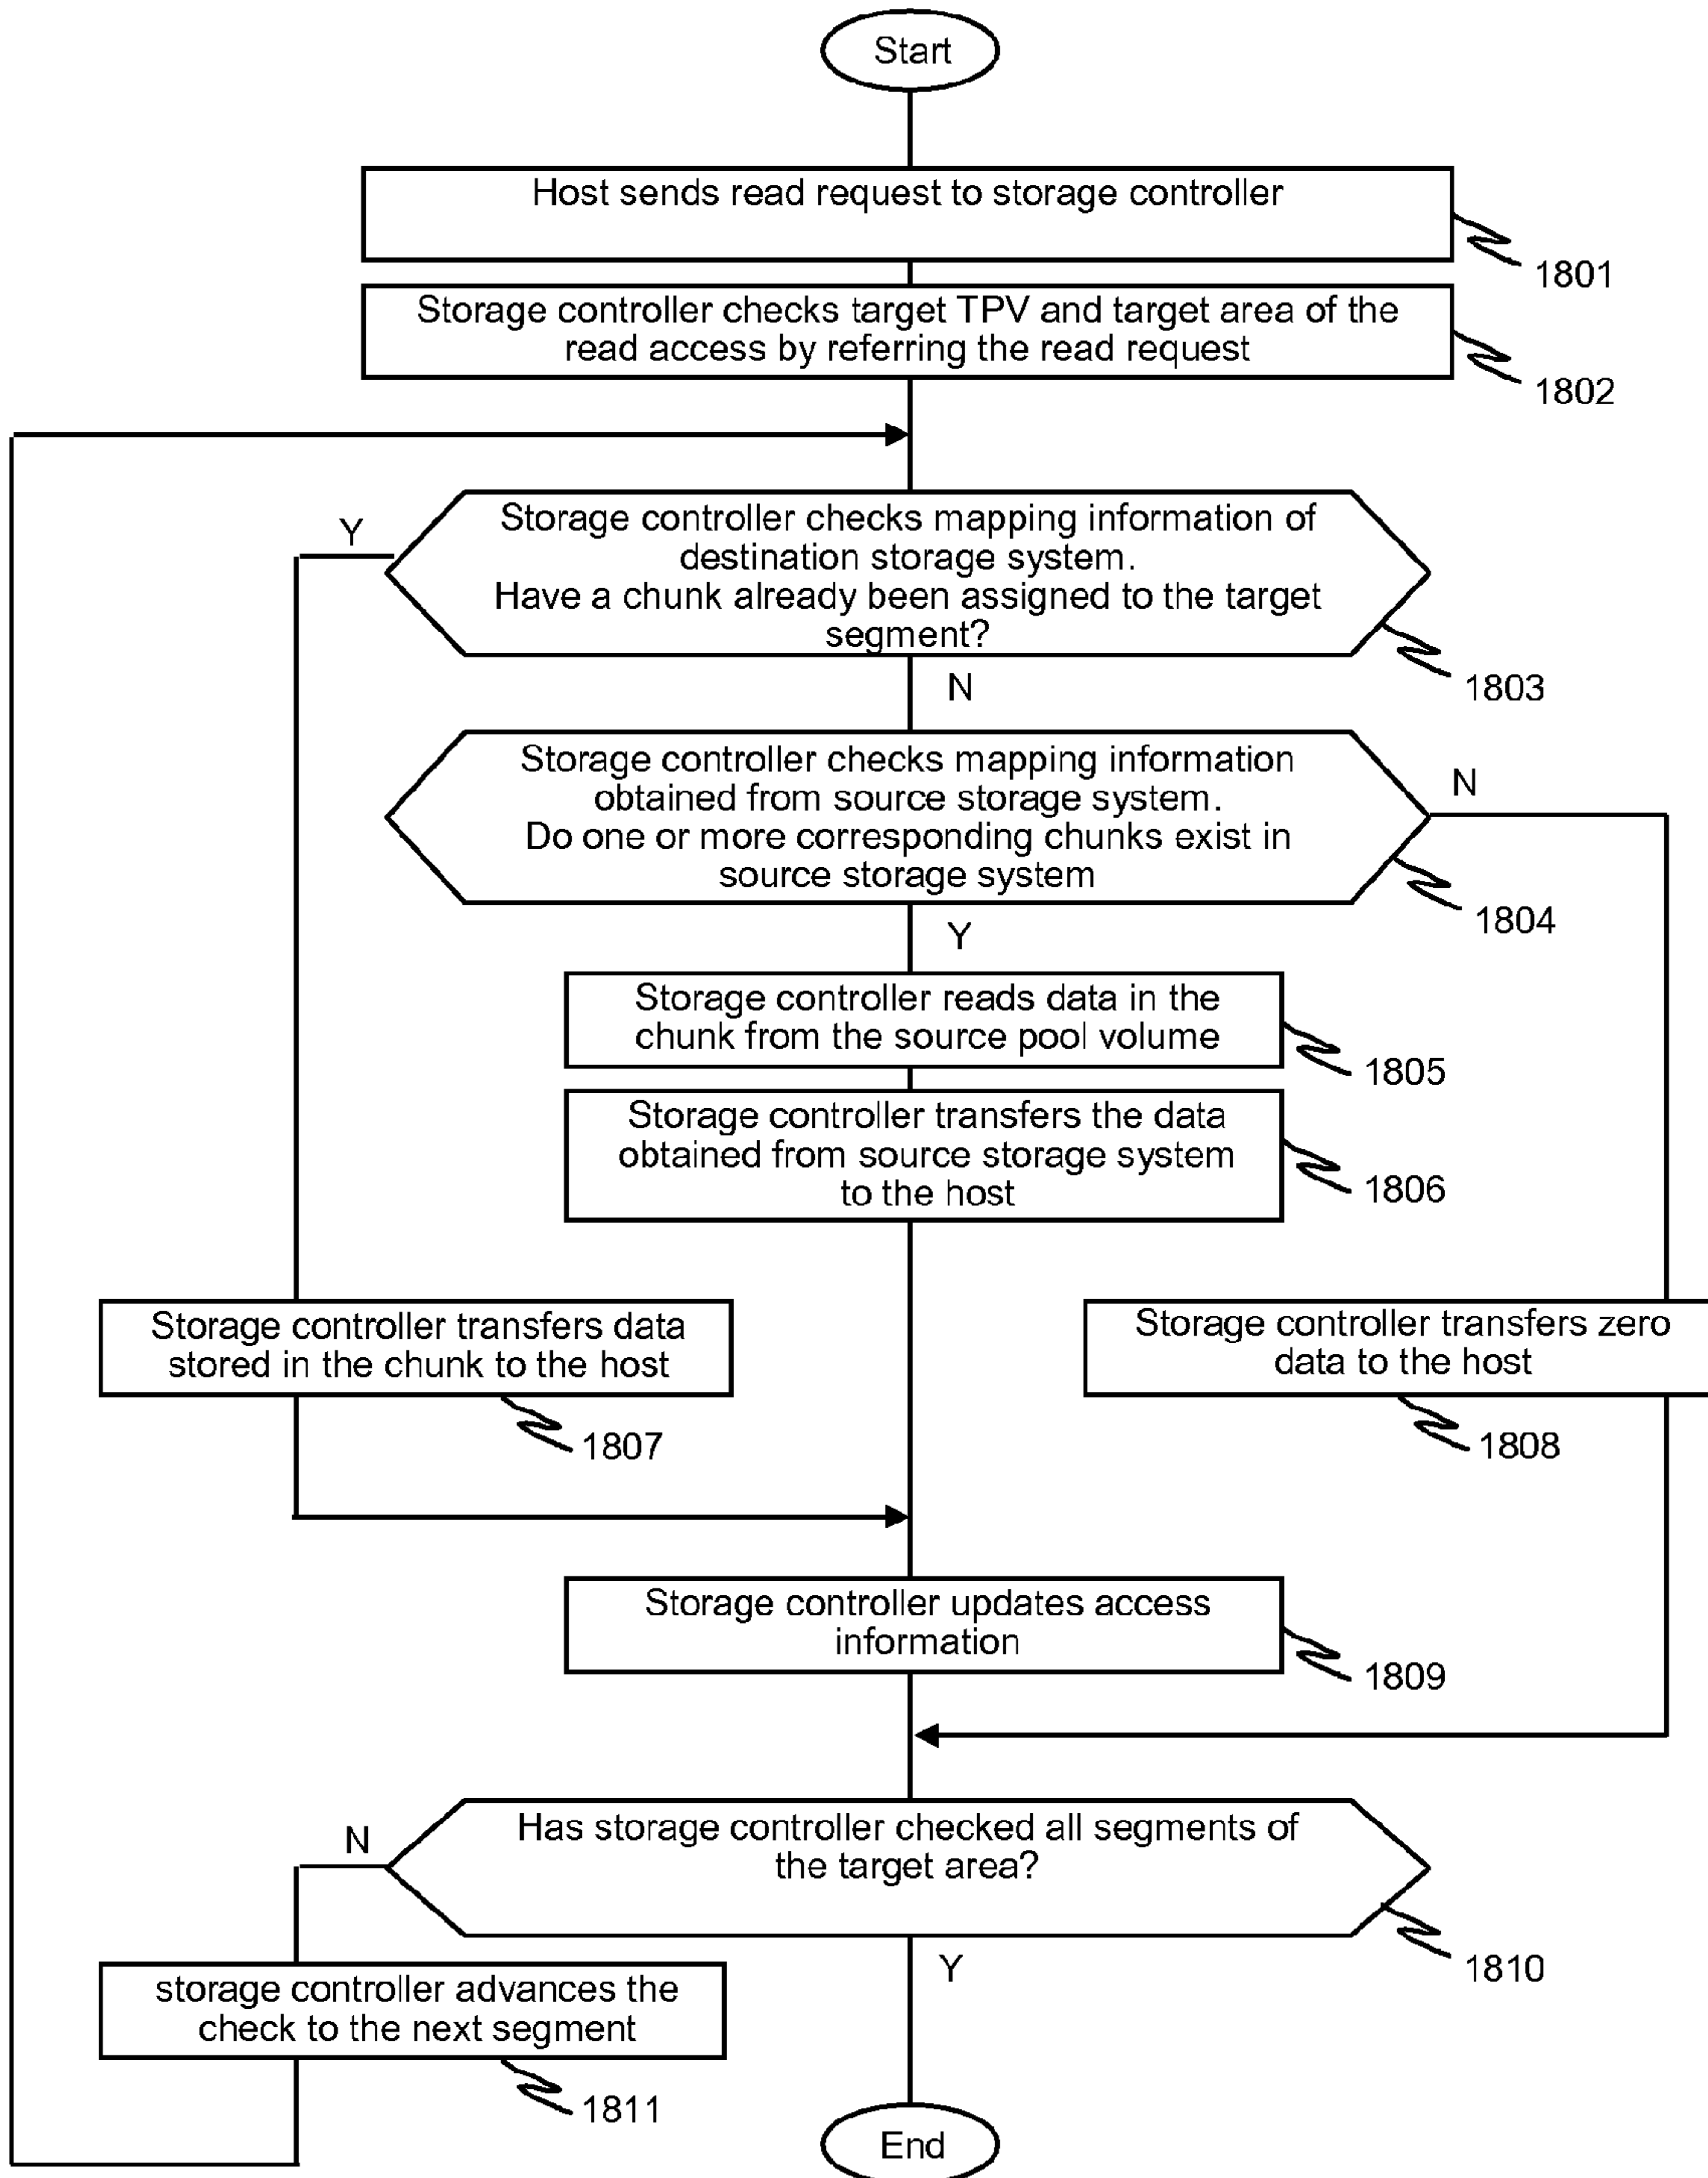 Start
Host sends read request to storage controller
1801
Storage controller checks target TPV and target area of the
read access by referring the read request
1802
Y
Storage controller checks mapping information of
destination storage system.
Have a chunk already been assigned to the target
segment?
1803
N
Storage controller checks mapping information
obtained from source storage system.
Do one or more corresponding chunks exist in
source storage system
N
1804
Y
Storage controller reads data in the
chunk from the source pool volume
1805
Storage controller transfers the data
obtained from source storage system
to the host
1806
Storage controller transfers data
stored in the chunk to the host
1807
Storage controller transfers zero
data to the host
1808
Storage controller updates access
information
1809
N
Has storage controller checked all segments of
the target area?
1810
Y
storage controller advances the
check to the next segment
1811
End